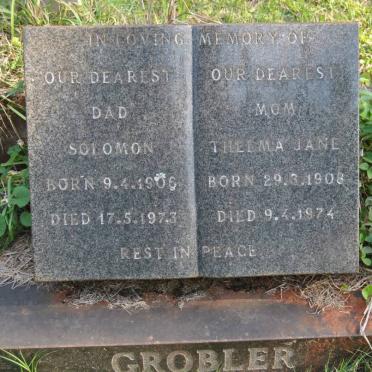 IN LOVING MEMORY OF
OUR DEAREST
DAD
SOLOMON
BORN 9.4.1906
DIED 17.5.1973
OUR DEAREST
MOM
THELMA JANE
BORN 29.3.1908
DIED 9.4.1974
REST IN PEACE
GROBLER